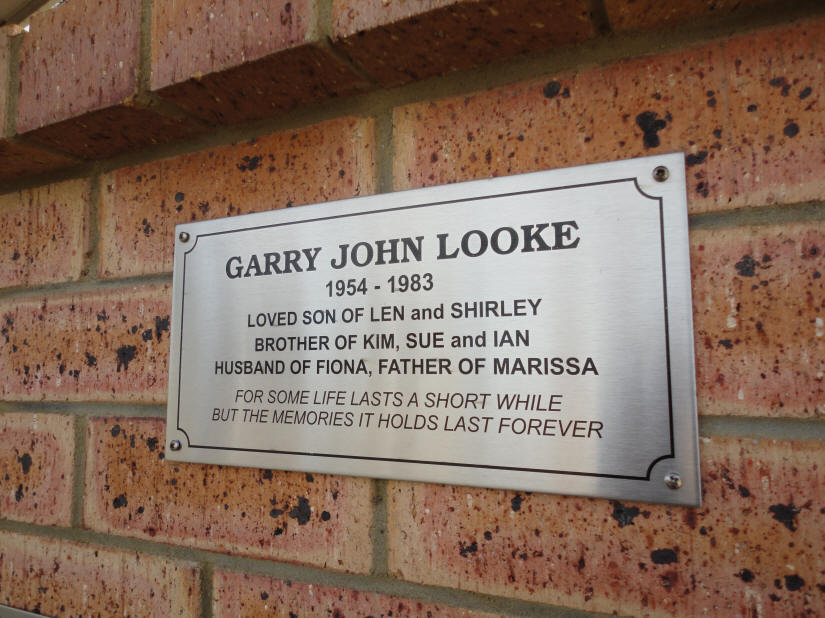 GARRY JOHN LOOKE
1954 - 1983
LOVED SON OF LEN and SHIRLEY
BROTHER OF KIM, SUE and IAN
HUSBAND OF FIONA, FATHER OF MARISSA
FOR SOME LIFE LASTS A SHORT WHILE
BUT THE MEMORIES IT HOLDS LAST FOREVER